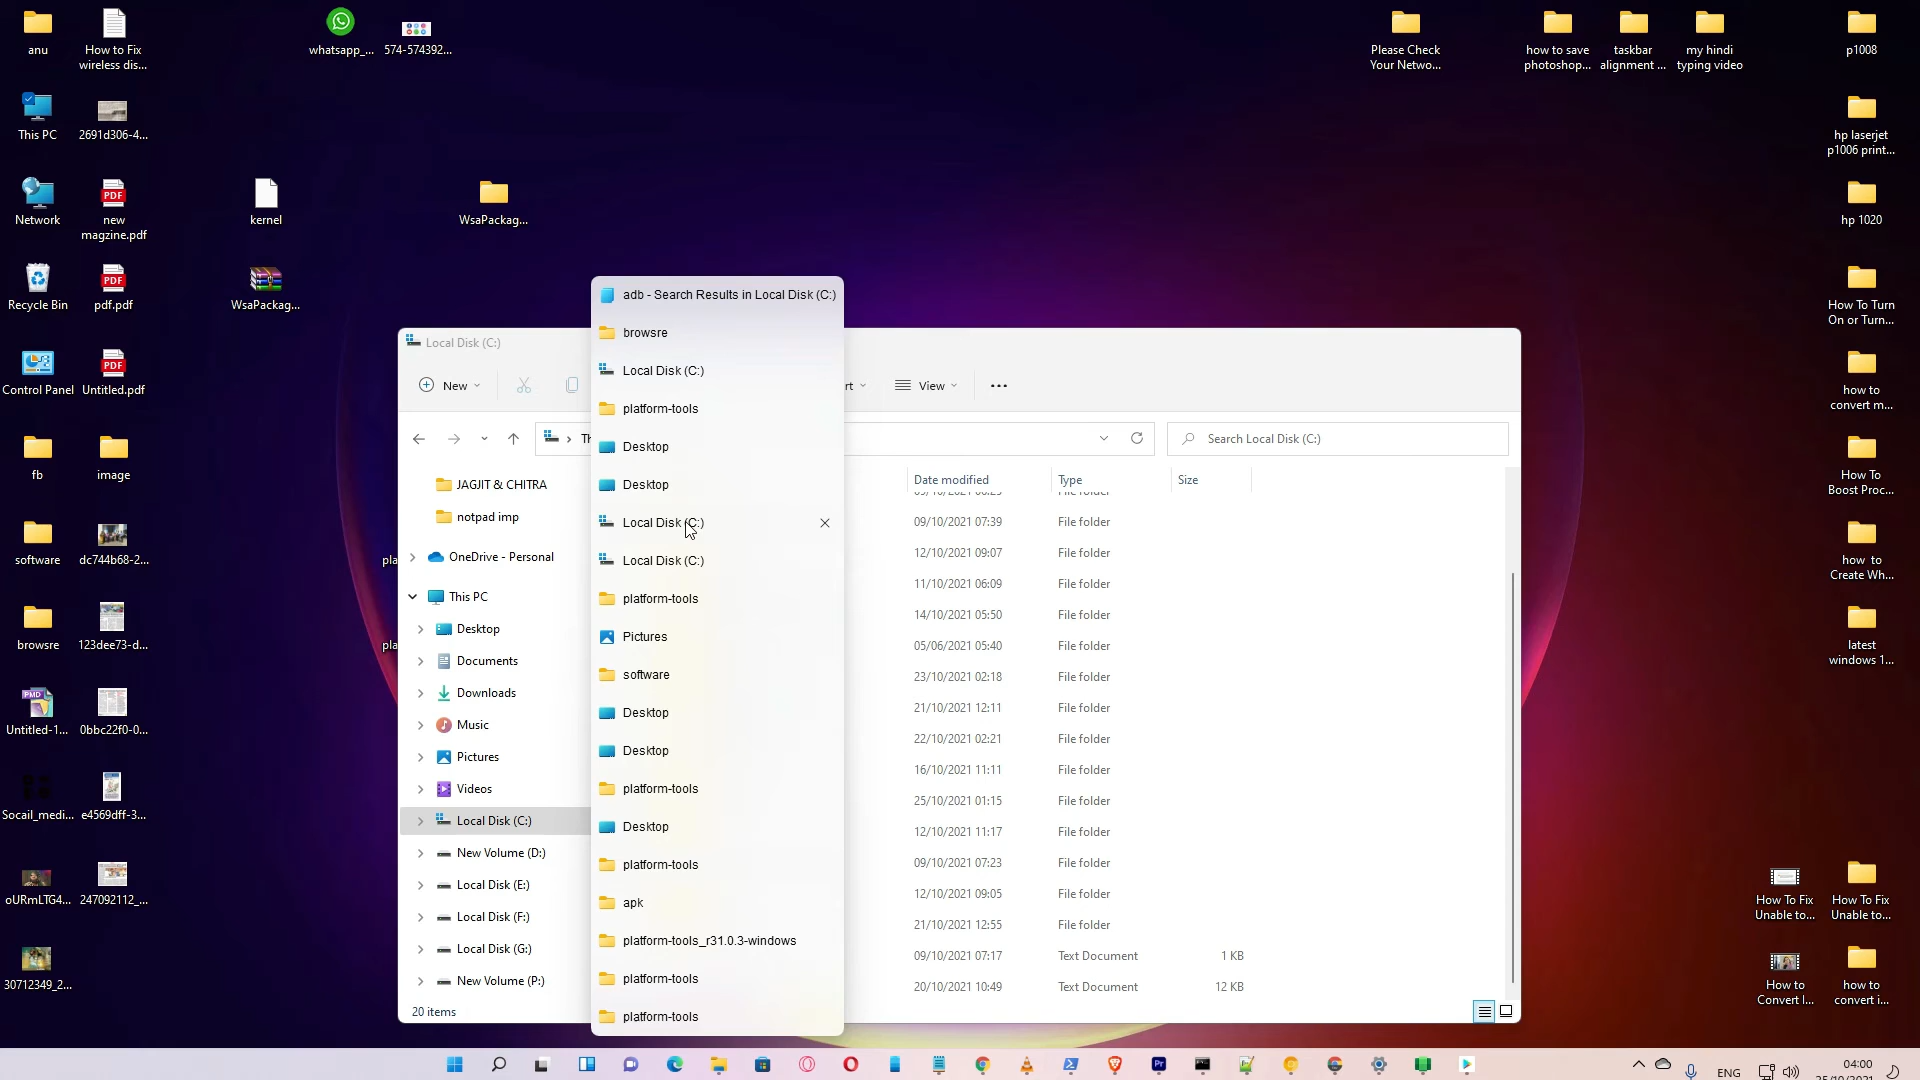 anu
How to Fix
wireless dis...
whatsapp_...
574-574392...
Please Check
Your Netwo...
how to save
photoshop...
taskbar
alignment ...
my hindi
typing video
p1008
This PC
2691d306-4...
hp laserjet
p1006 print...
Network
new
magzine.pdf
kernel
WsaPackag...
hp 1020
Recycle Bin
pdf.pdf
WsaPackag...
How To Turn
On or Turn...
Control Panel
Untitled.pdf
how to
convert m...
fb
image
How To
Boost Proc...
software
dc744b68-2...
how to
Create Wh...
browsre
123dee73-d...
latest
windows 1...
Untitled-1...
0bbc22f0-0...
Socail_medi...
e4569dff-3...
oURmLTG4...
247092112_...
How To Fix
Unable to...
How To Fix
Unable to...
30712349_2...
How to
Convert I...
how to
convert i...
pla
pla
adb - Search Results in Local Disk (C:)
browsre
Local Disk (C:)
platform-tools
Desktop
Desktop
Local Disk (C:)
Local Disk (C:)
platform-tools
Pictures
software
Desktop
Desktop
platform-tools
Desktop
platform-tools
apk
platform-tools_r31.0.3-windows
platform-tools
platform-tools
Local Disk (C:)
New
rt
View
Th
Search Local Disk (C:)
JAGJIT & CHITRA
notpad imp
OneDrive - Personal
This PC
Desktop
Documents
Downloads
Music
Pictures
Videos
Local Disk (C:)
New Volume (D:)
Local Disk (E:)
Local Disk (F:)
Local Disk (G:)
New Volume (P:)
20 items
Date modified Type Size
09/10/2021 07:39 File folder
12/10/2021 09:07 File folder
11/10/2021 06:09 File folder
14/10/2021 05:50 File folder
05/06/2021 05:40 File folder
23/10/2021 02:18 File folder
21/10/2021 12:11 File folder
22/10/2021 02:21 File folder
16/10/2021 11:11 File folder
25/10/2021 01:15 File folder
12/10/2021 11:17 File folder
09/10/2021 07:23 File folder
12/10/2021 09:05 File folder
21/10/2021 12:55 File folder
09/10/2021 07:17 Text Document 1 KB
20/10/2021 10:49 Text Document 12 KB
ENG
04:00
25/10/2021